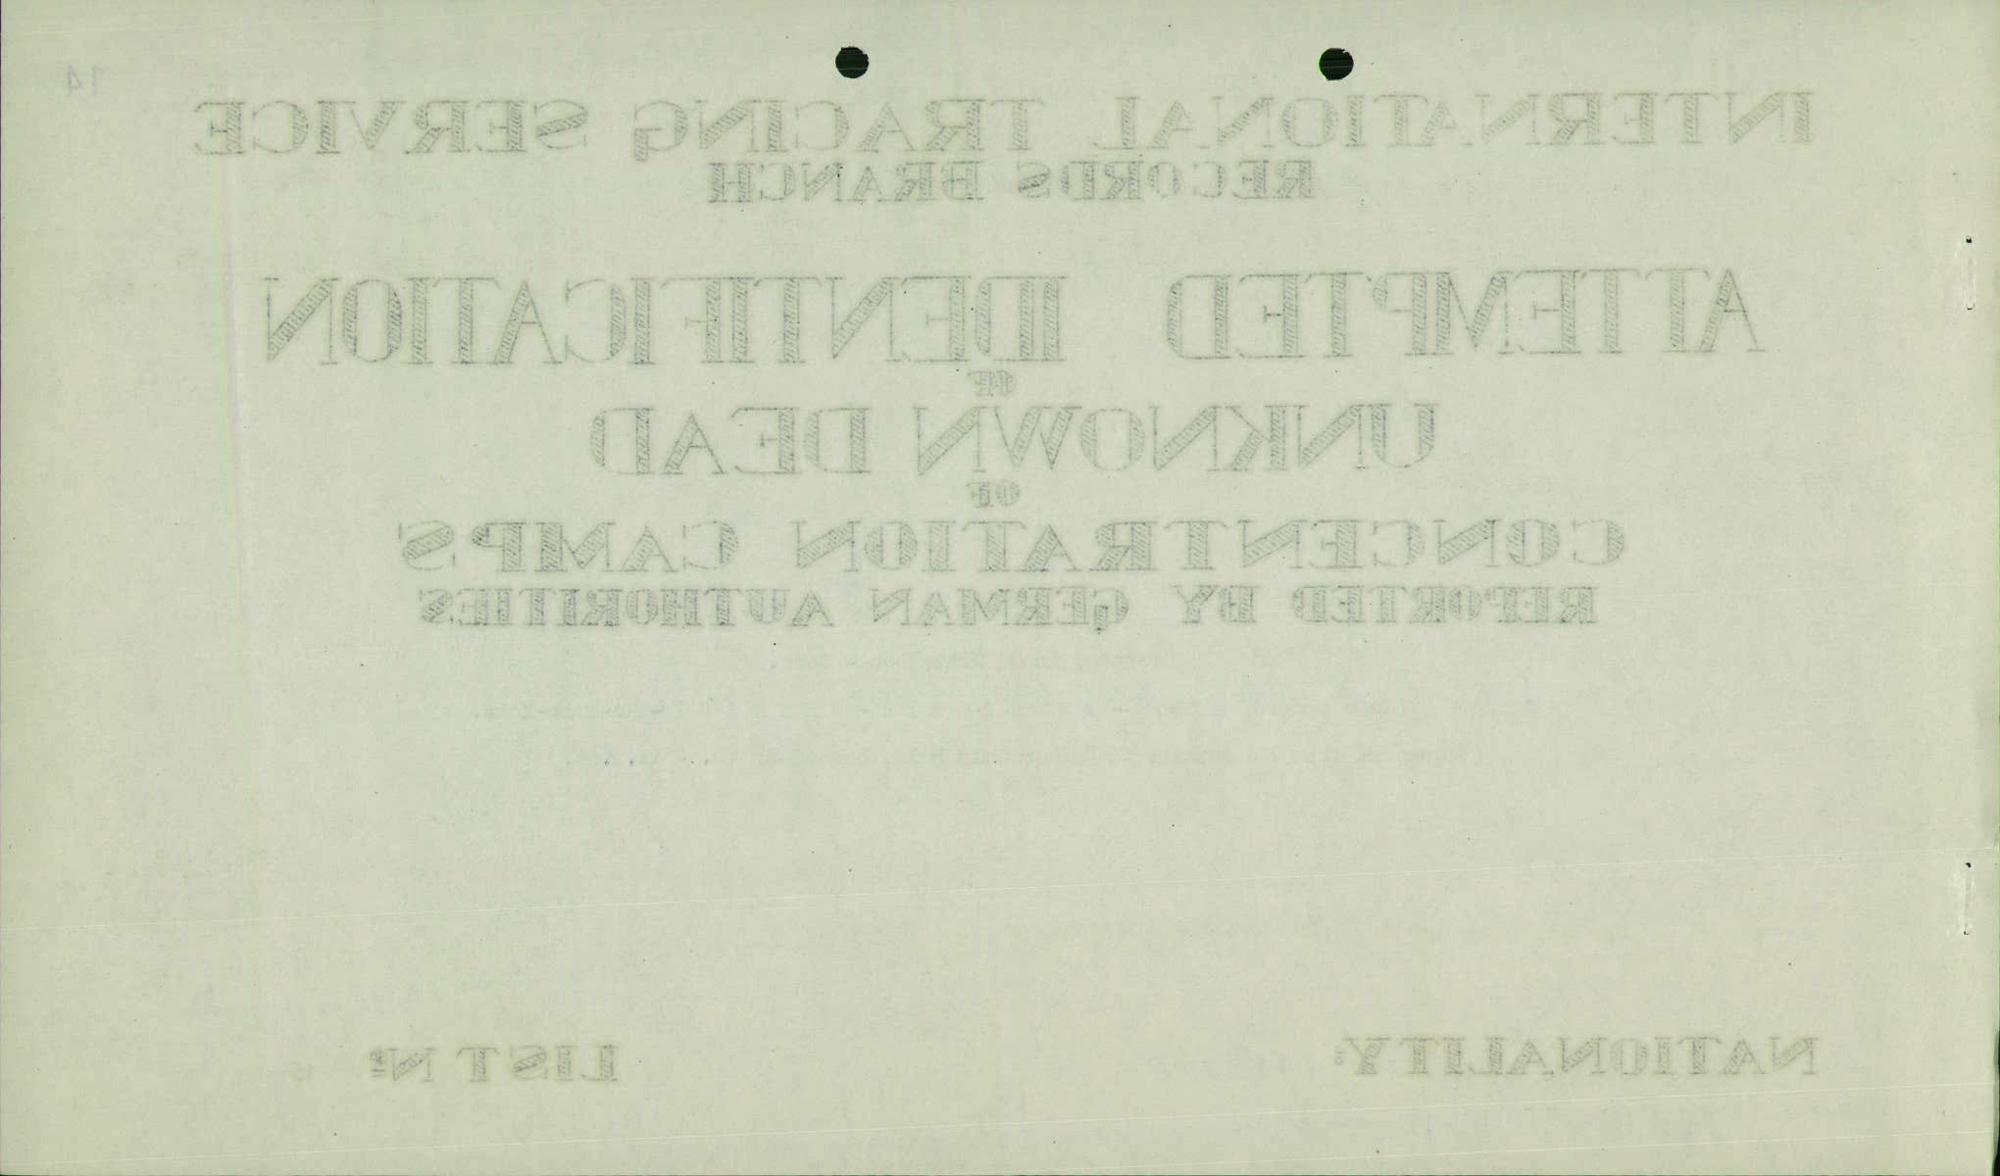 14
INTERNATIONAL TRACING SERVICE
RECORDS BRANCH
ATTEMPTED IDENTIFICATION
OF
UNKNOWN DEAD
OF
CONCENTRATION CAMPS
REPORTED BY GERMAN AUTHORITIES
NATIONALITY: LIST Nº